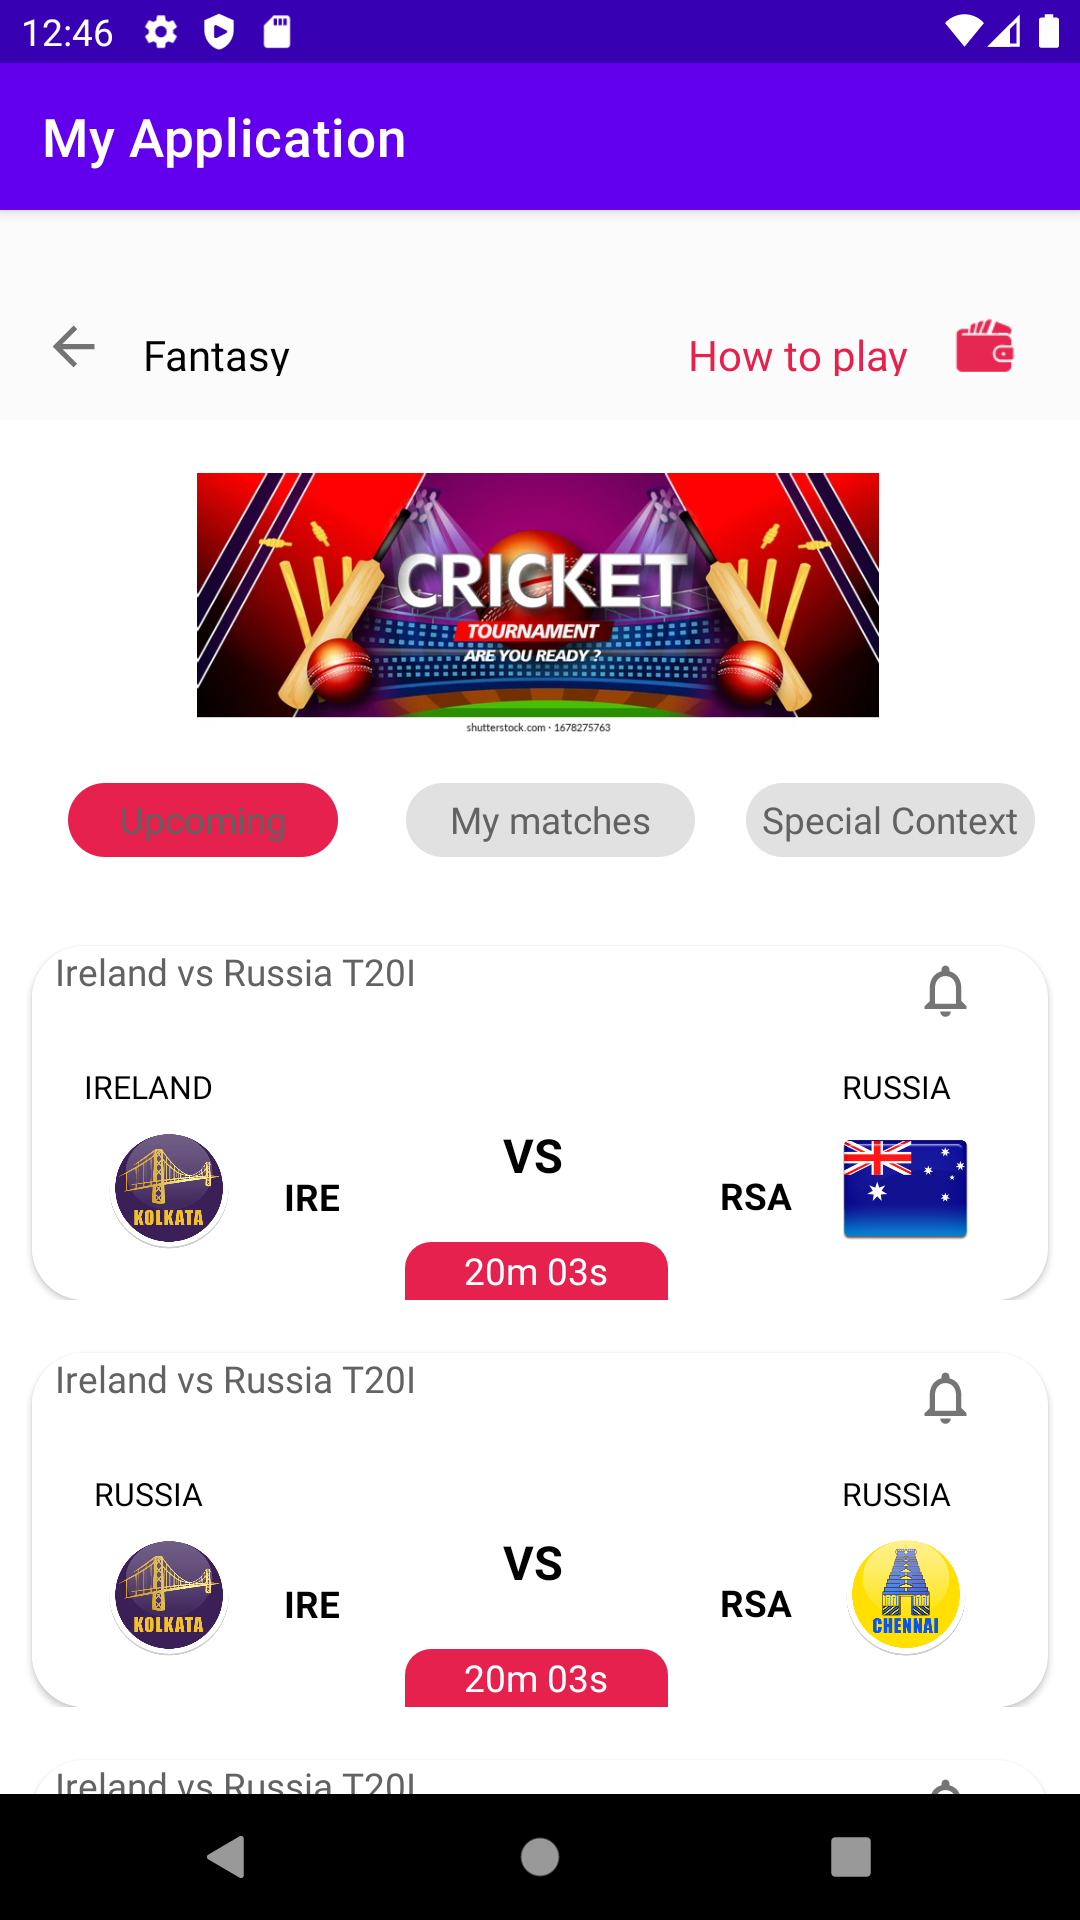 12:46
My Application
Fantasy
How to play
CRICKET
TOURNAMENT
ARE YOU READY ?
shutterstock.com · 1678275763
Upcoming
My matches
Special Context
Ireland vs Russia T20I
IRELAND
RUSSIA
VS
KOLKATA
IRE
RSA
20m 03s
Ireland vs Russia T20I
RUSSIA
RUSSIA
VS
KOLKATA
IRE
RSA
CHENNAI
20m 03s
Ireland vs Russia T20I